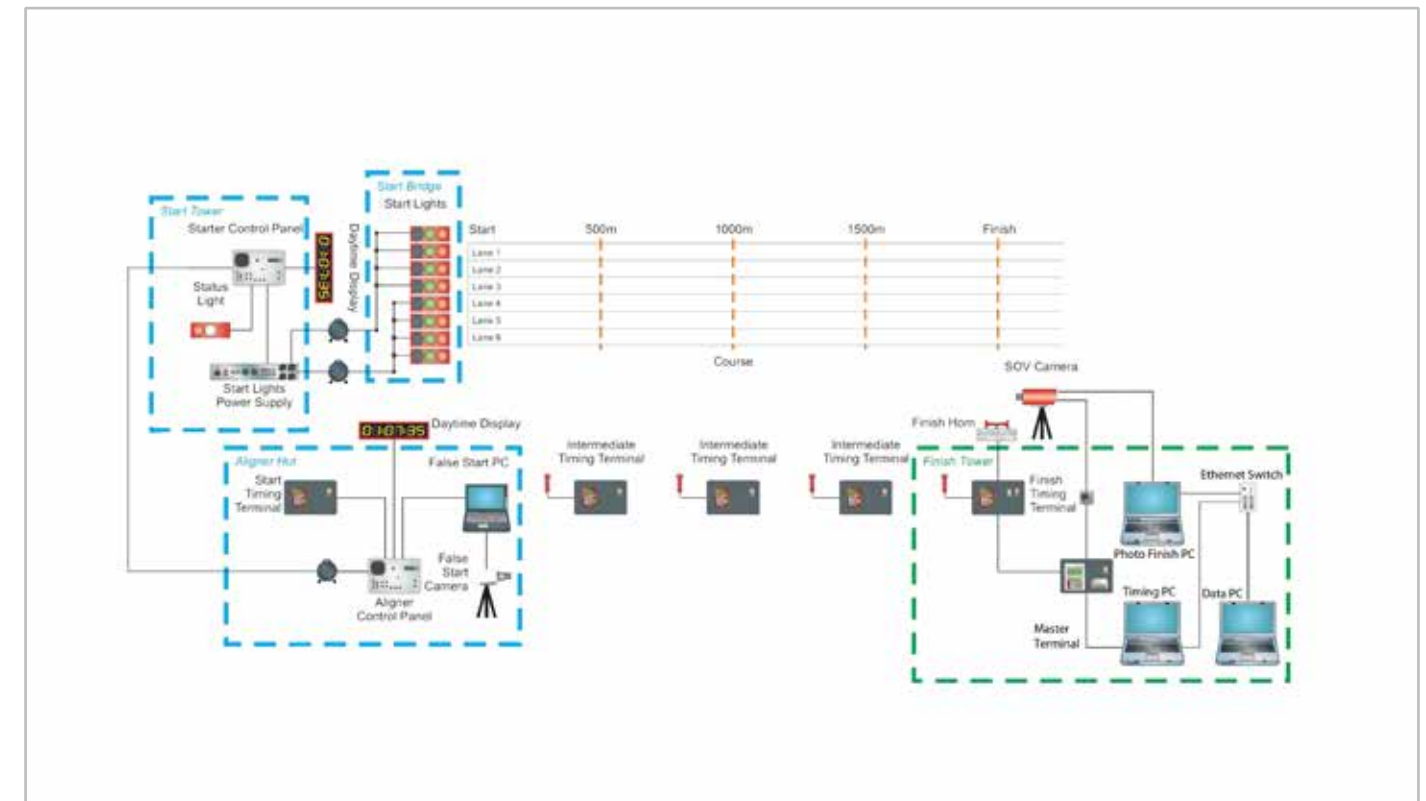 Start Bridge
Start Lights
Start Tower
Starter Control Panel
Daytime Display
Status
Light
Start Lights
Power Supply
Start
500m
1000m
1500m
Finish
Lane 1
Lane 2
Lane 3
Lane 4
Lane 5
Lane 6
Course
SOV Camera
07:07:35
Daytime Display
Aligner Hut
False Start PC
Start
Timing
Terminal
False
Start
Camera
Aligner
Control Panel
Intermediate
Timing Terminal
Intermediate
Timing Terminal
Intermediate
Timing Terminal
Finish Horn
Finish Tower
Finish
Timing
Terminal
Ethernet Switch
Photo Finish PC
Timing PC
Data PC
Master
Terminal